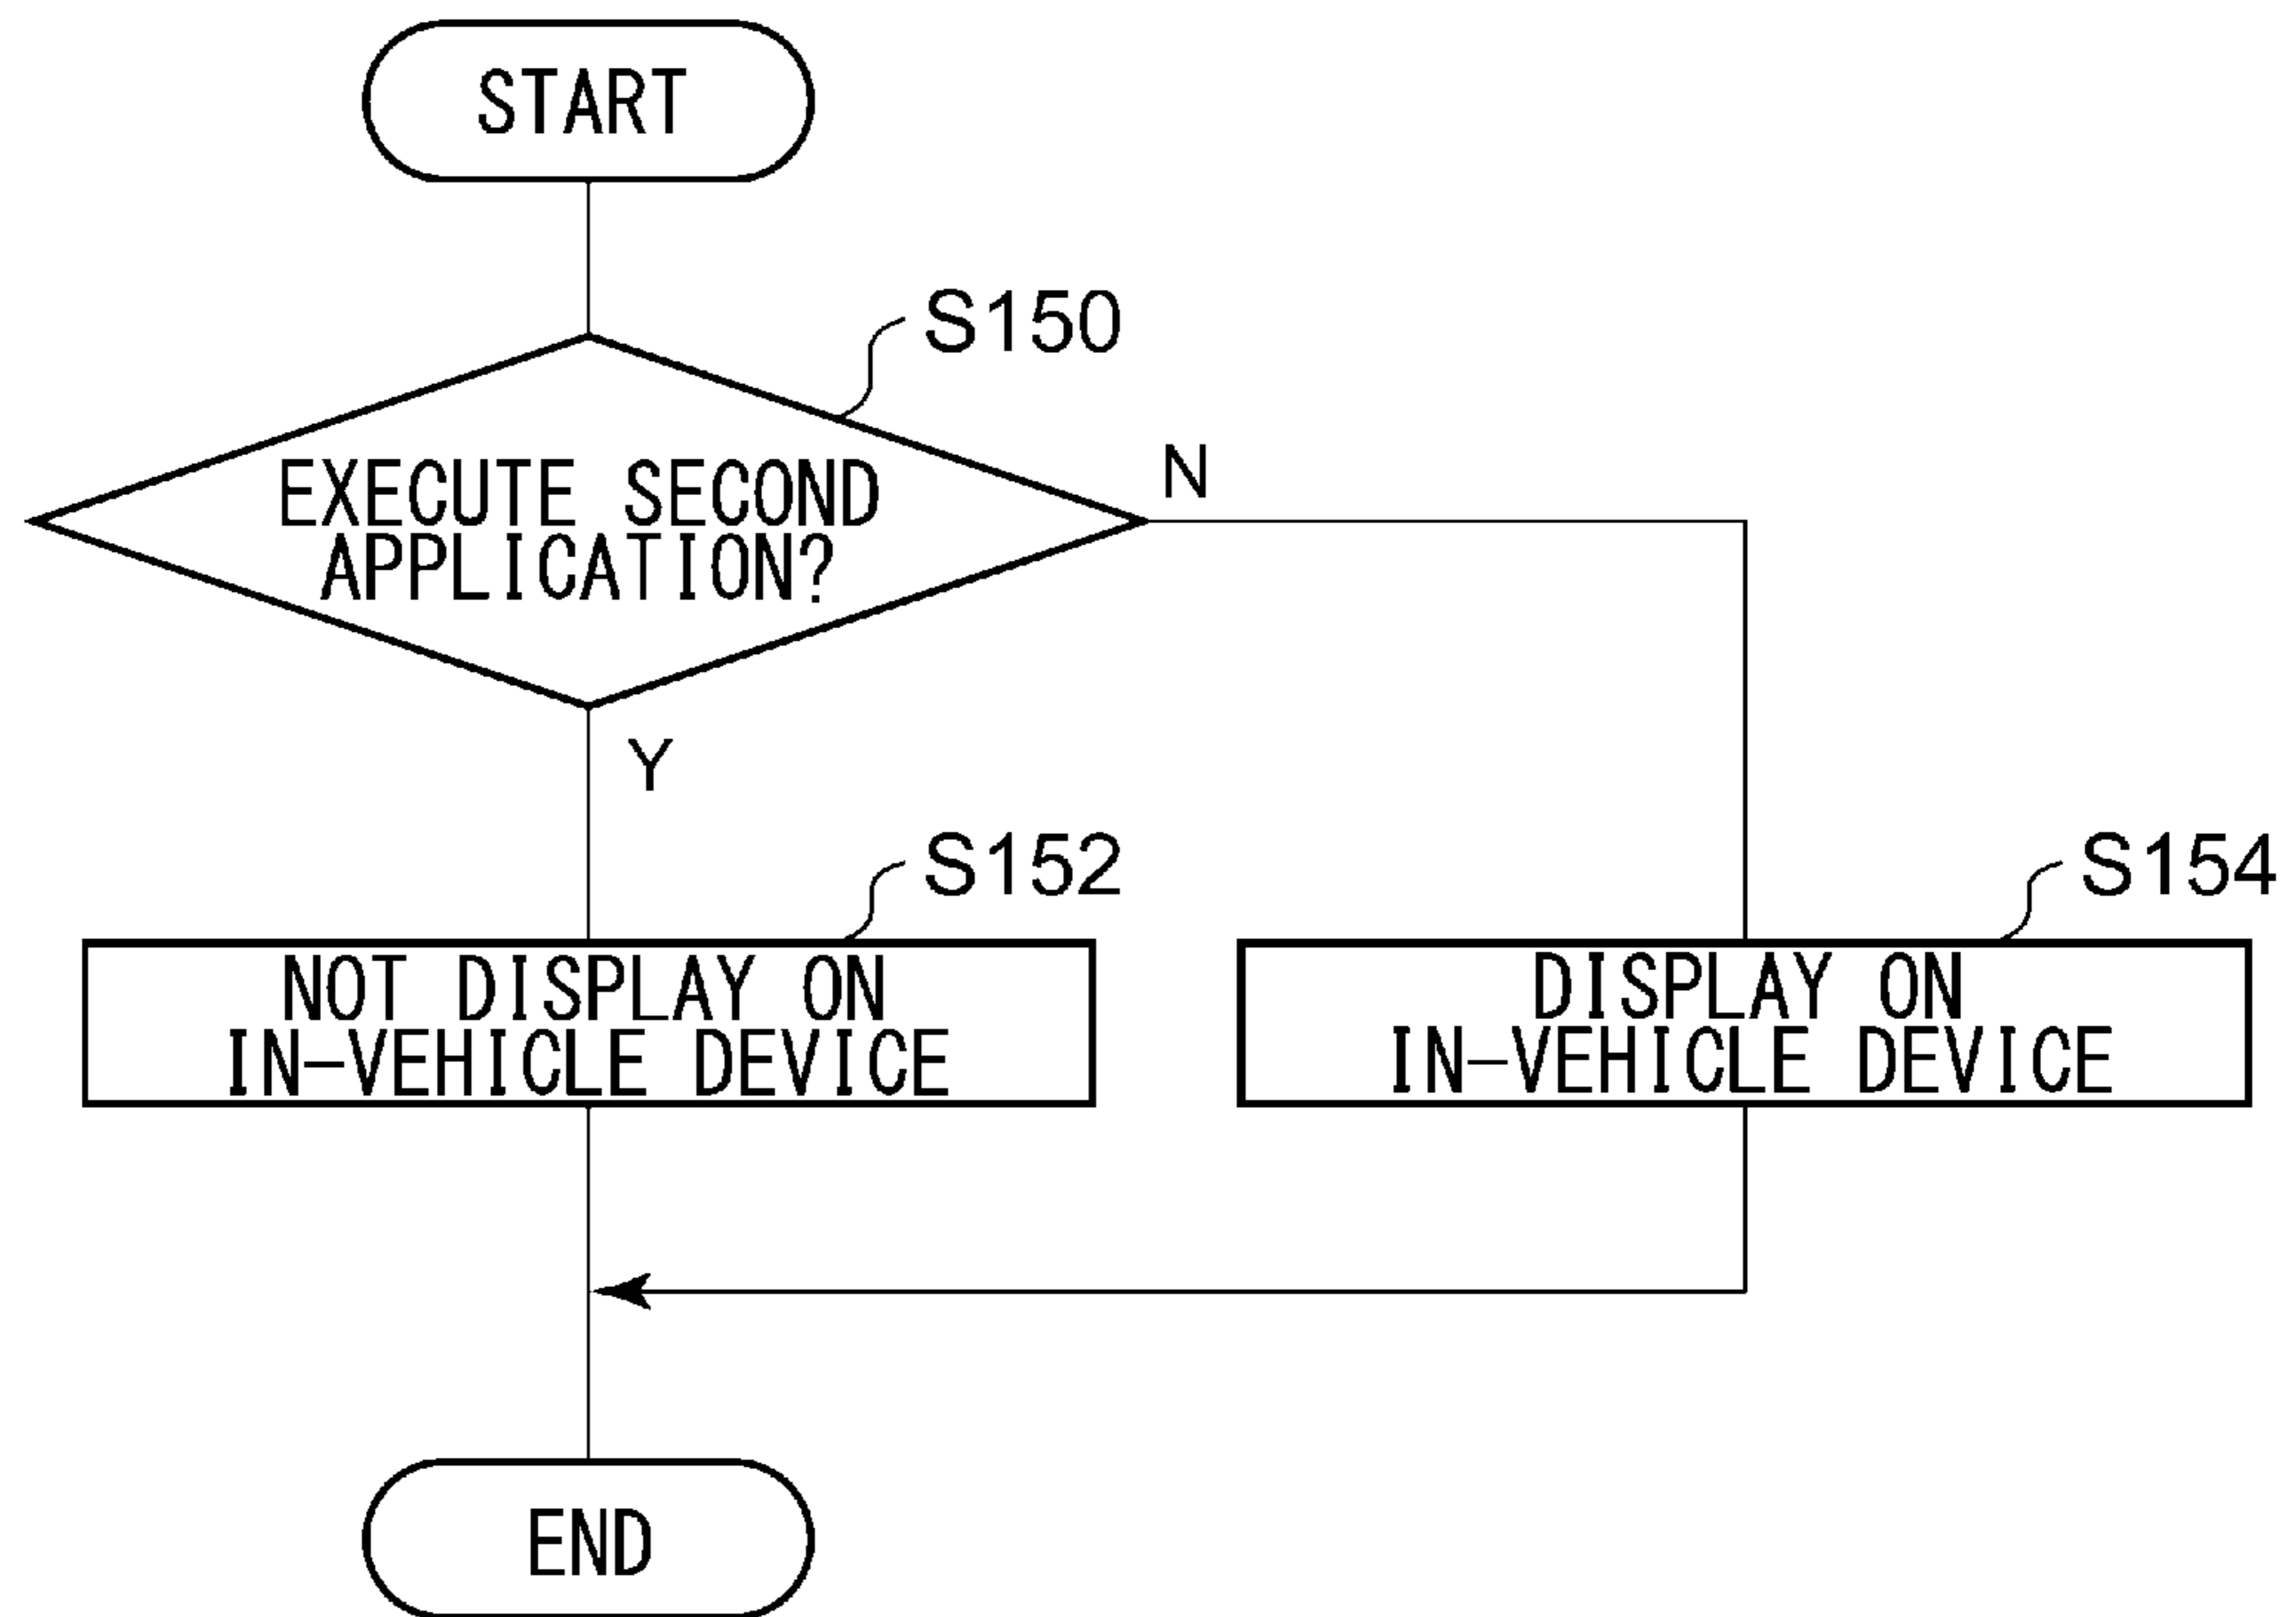 START
S150
EXECUTE SECOND
APPLICATION?
N
Y
S152
S154
NOT DISPLAY ON
IN-VEHICLE DEVICE
DISPLAY ON
IN-VEHICLE DEVICE
END